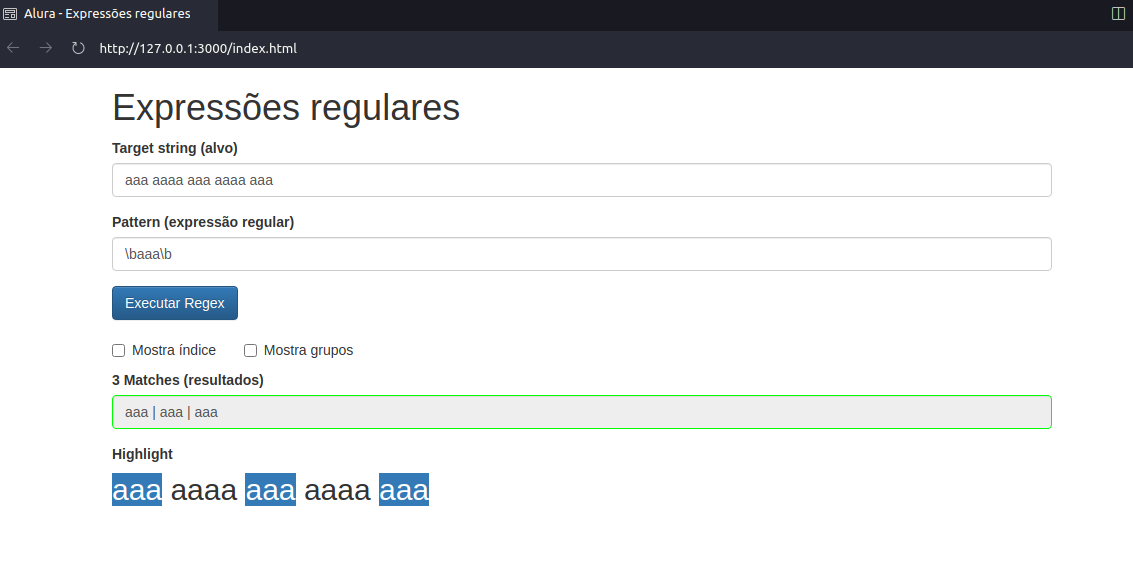 Alura - Expressões regulares
http://127.0.0.1:3000/index.html
Expressões regulares
Target string (alvo)
aaa aaaa aaa aaaa aaa
Pattern (expressão regular)
\baaa\b
Executar Regex
Mostra índice Mostra grupos
3 Matches (resultados)
aaa | aaa | aaa
Highlight
aaa aaaa aaa aaaa aaa